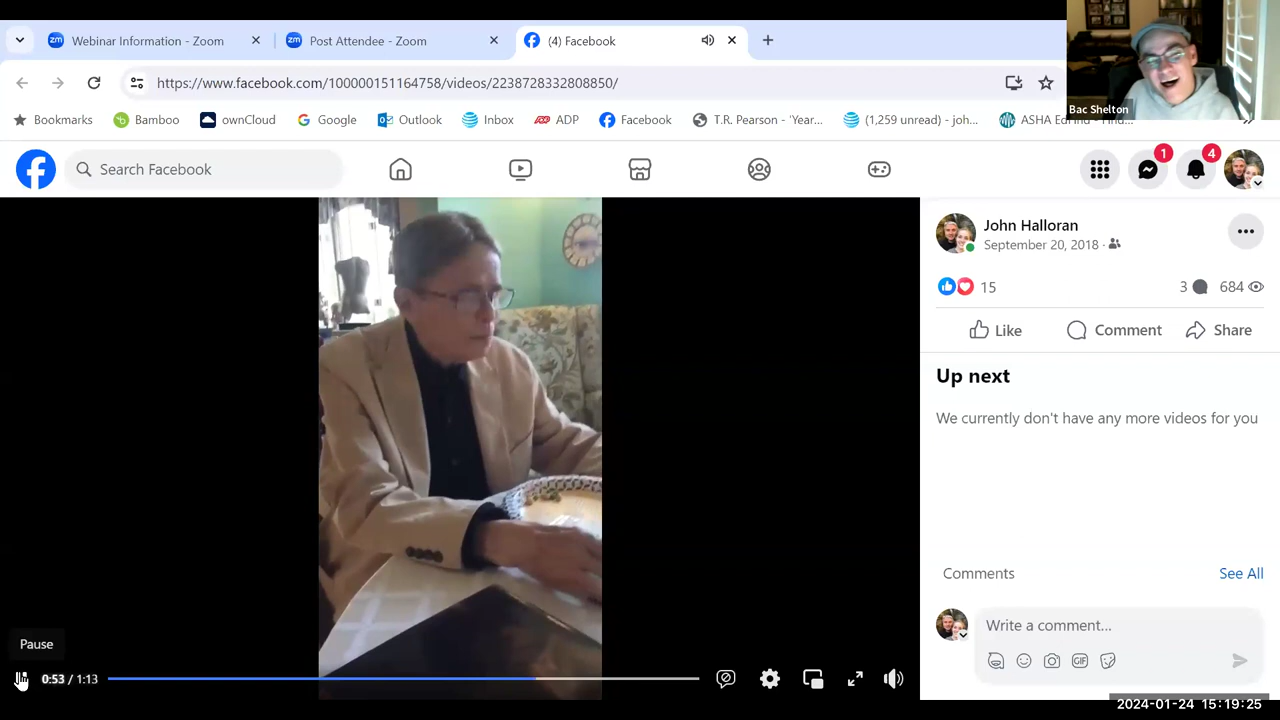 Webinar Information - Zoom
Post Attendee - Zoom
(4) Facebook
https://www.facebook.com/100000151164758/videos/2238728332808850/
Bac Shelton
Bookmarks
Bamboo
ownCloud
Google
Outlook
Inbox
ADP
Facebook
T.R. Pearson - 'Year...
(1,259 unread) - joh...
Search Facebook
1
4
John Halloran
September 20, 2018 ·
15
3
684
Like
Comment
Share
Up next
We currently don't have any more videos for you
Comments
See All
Write a comment...
GIF
Pause
0:53 / 1:13
2024-01-24 15:19:25